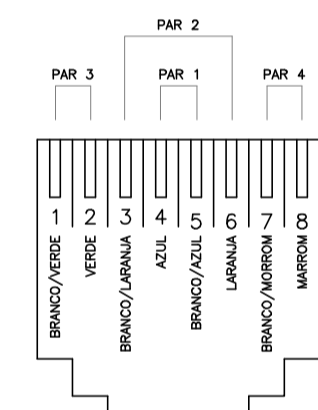 PAR 2
PAR 3 PAR 1 PAR 4
1 2 3 4 5 6 7 8
BRANCO/VERDE
VERDE
BRANCO/LARANJA
AZUL
BRANCO/AZUL
LARANJA
BRANCO/MORROM
MARROM